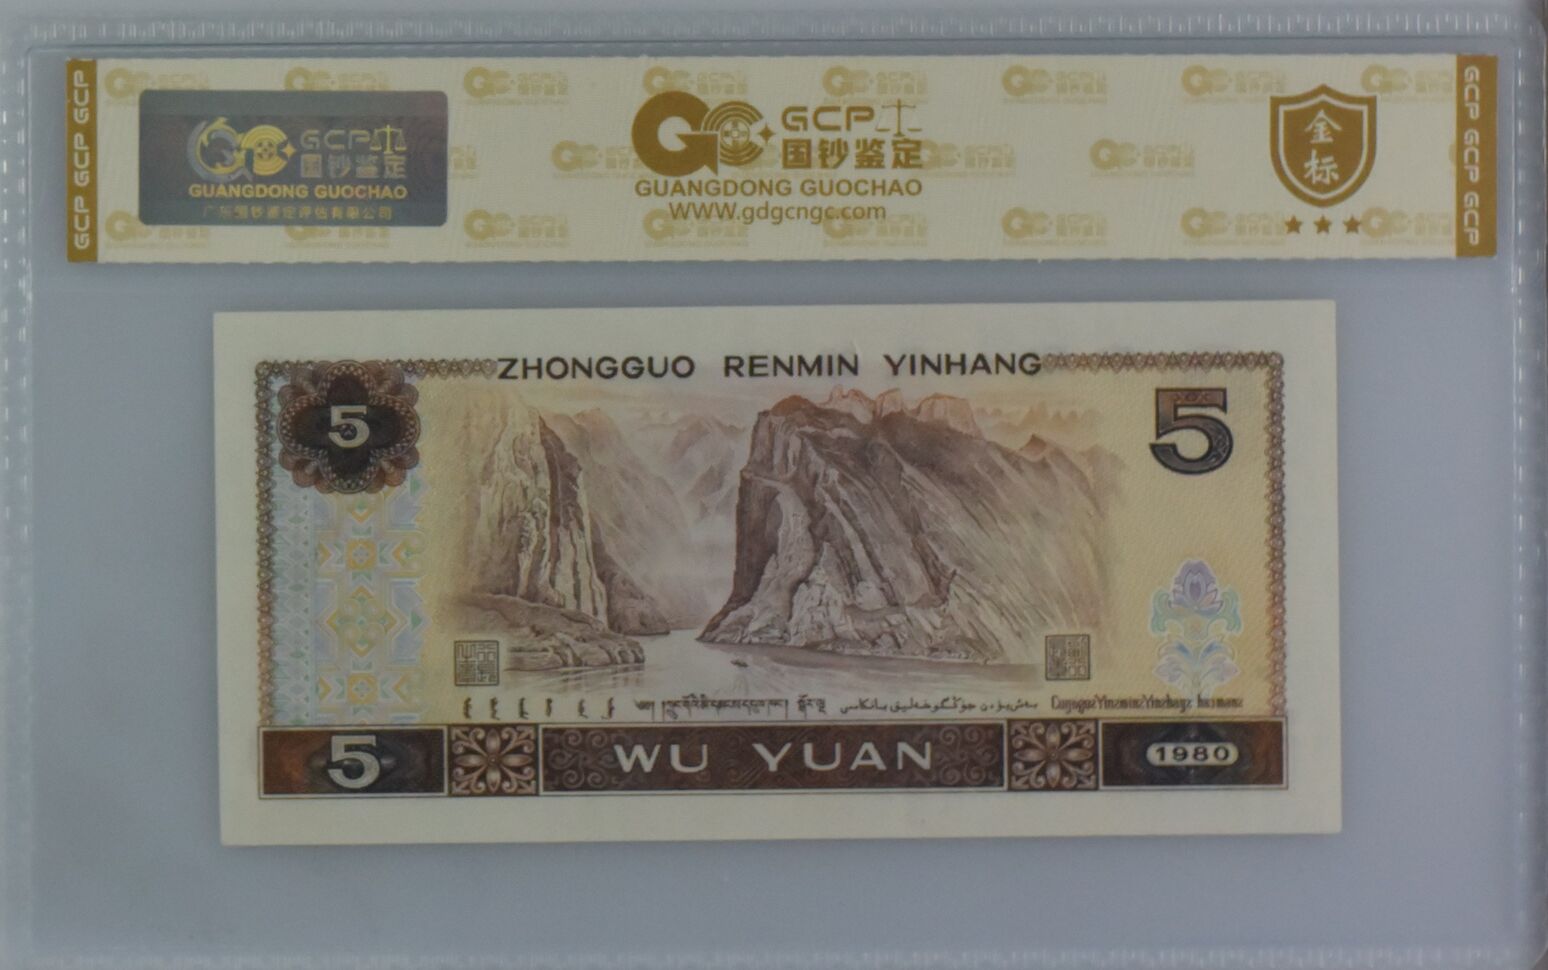 GCP GCP GCP
GCP
国钞鉴定
GUANGDONG GUOCHAO
广东国钞鉴定评估有限公司
GCP
国钞鉴定
GUANGDONG GUOCHAO
WWW.gdgcngc.com
金标
GCP GCP GCP
ZHONGGUO RENMIN YINHANG
5
5
5
WU YUAN
1980